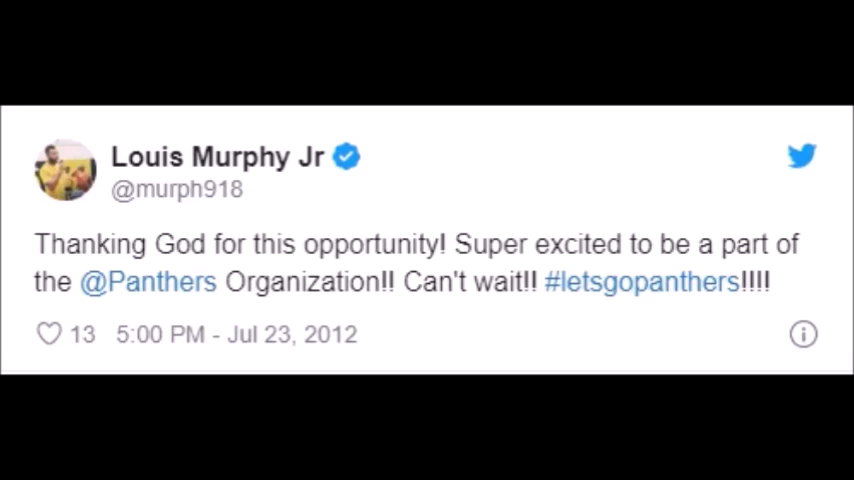 Louis Murphy Jr
@murph918
Thanking God for this opportunity! Super excited to be a part of
the @Panthers Organization!! Can't wait!! #letsgopanthers!!!!
13 5:00 PM - Jul 23, 2012